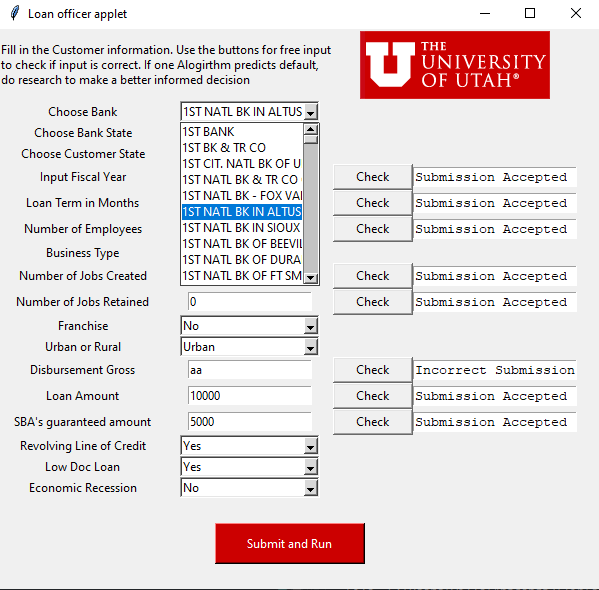 Loan officer applet
Fill in the Customer information. Use the buttons for free input
to check if input is correct. If one Alogirthm predicts default,
do research to make a better informed decision
THE
UNIVERSITY
OF UTAH®
Choose Bank 1ST NATL BK IN ALTUS
Choose Bank State
Choose Customer State
1ST BANK
1ST BK & TR CO
1ST CIT. NATL BK OF U
1ST NATL BK & TR CO
1ST NATL BK - FOX VAI
1ST NATL BK IN ALTUS
1ST NATL BK IN SIOUX
1ST NATL BK OF BEEVIL
1ST NATL BK OF DURA
1ST NATL BK OF FT SM
Input Fiscal Year Check Submission Accepted
Loan Term in Months Check Submission Accepted
Number of Employees Check Submission Accepted
Business Type
Number of Jobs Created Check Submission Accepted
Number of Jobs Retained 0 Check Submission Accepted
Franchise No
Urban or Rural Urban
Disbursement Gross aa Check Incorrect Submission
Loan Amount 10000 Check Submission Accepted
SBA's guaranteed amount 5000 Check Submission Accepted
Revolving Line of Credit Yes
Low Doc Loan Yes
Economic Recession No
Submit and Run